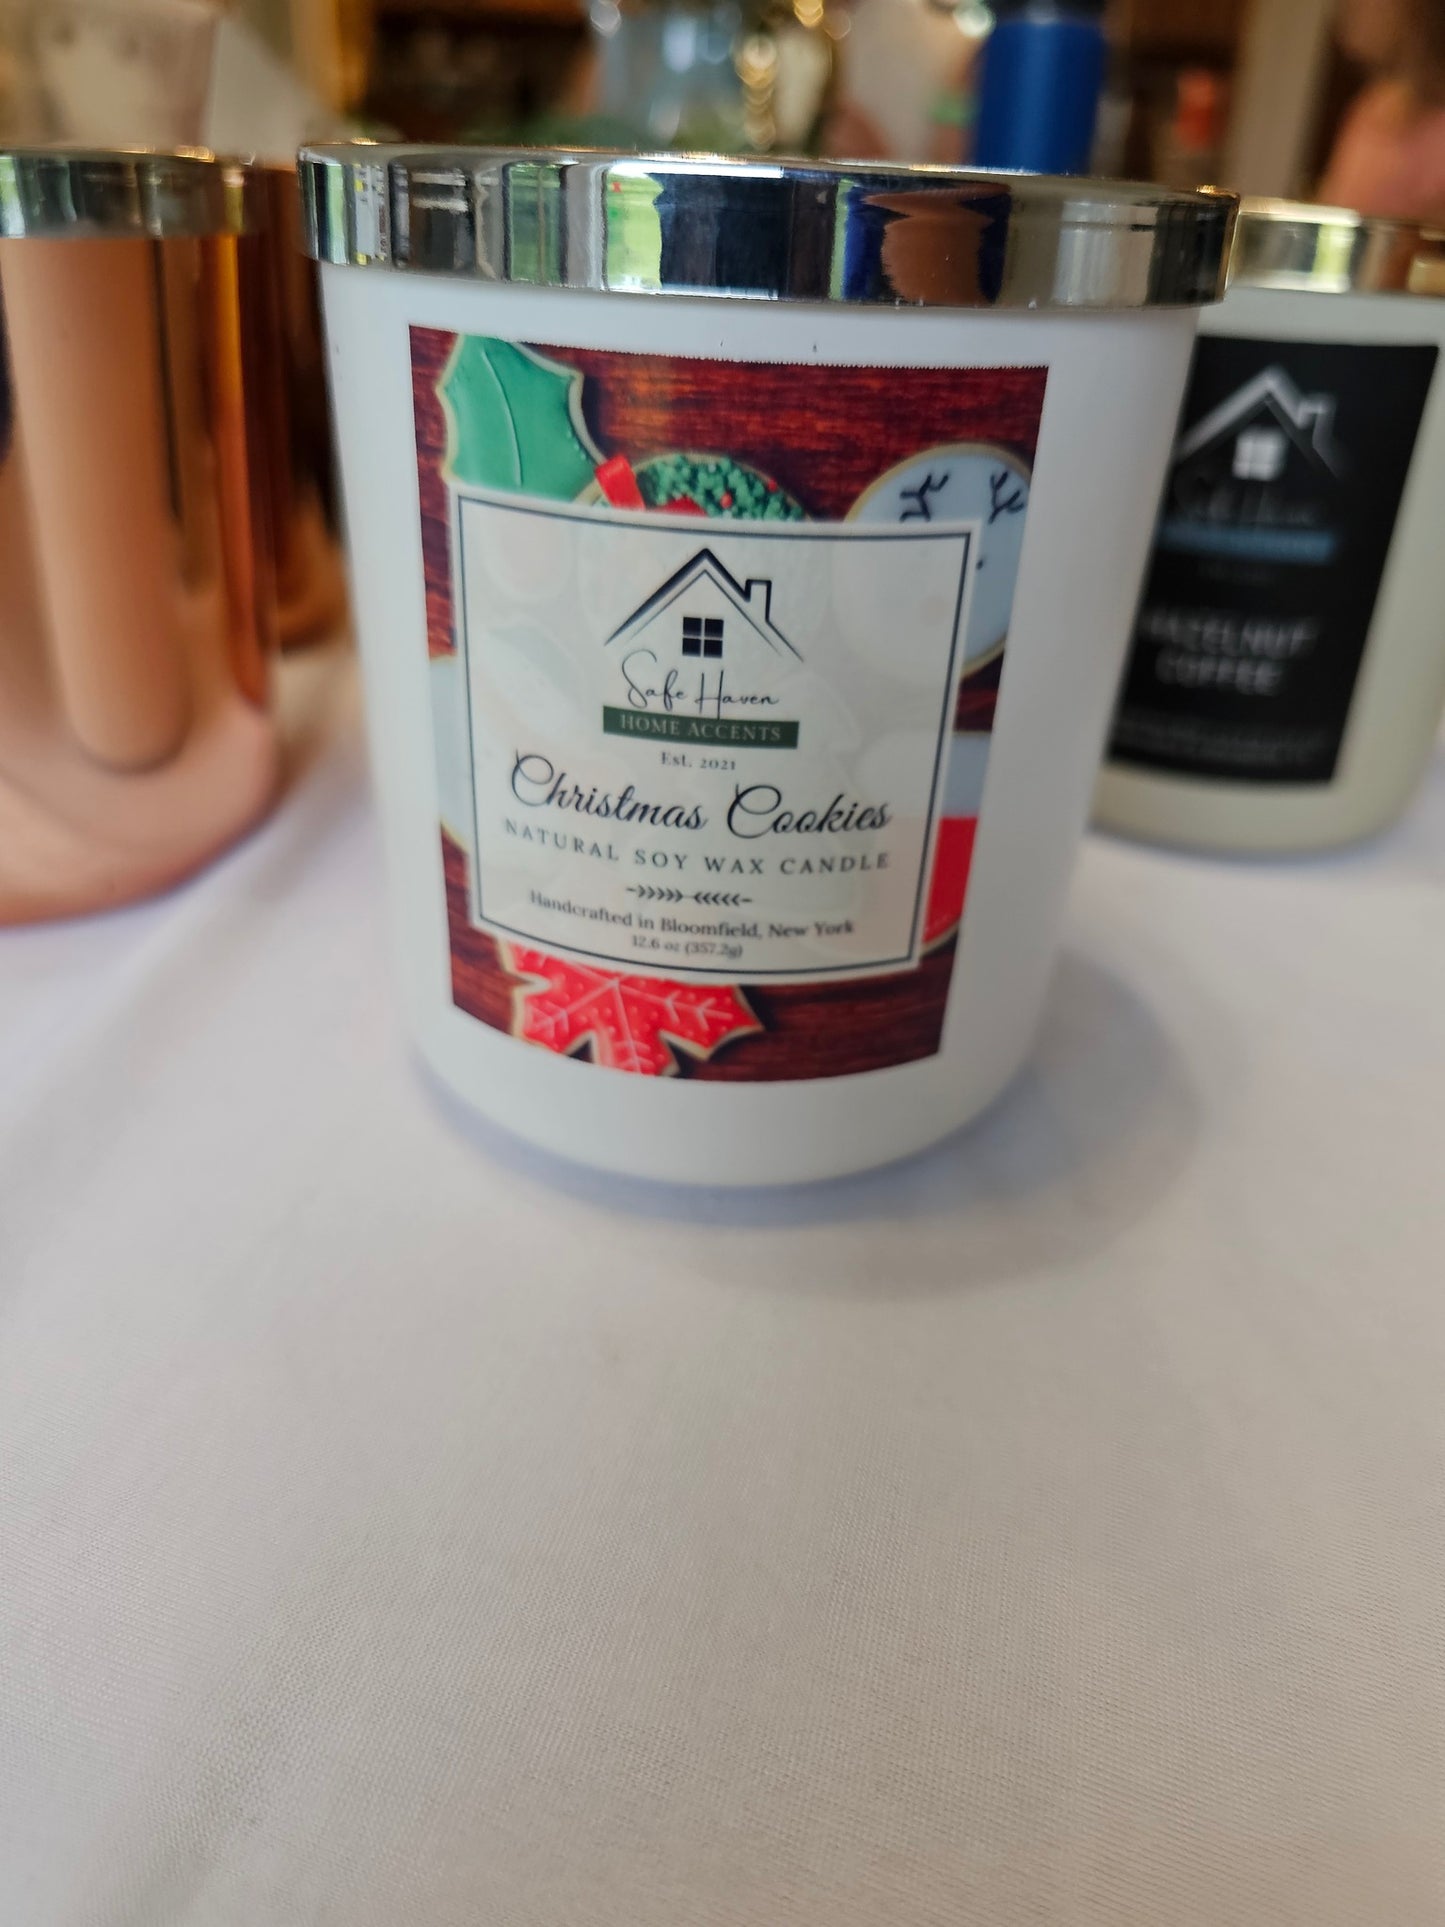 Safe Haven
HOME ACCENTS
Est. 2021
Christmas Cookies
NATURAL SOY WAX CANDLE
Handcrafted in Bloomfield, New York
12.6 oz (357.2g)
HAZELNUT
COFFEE